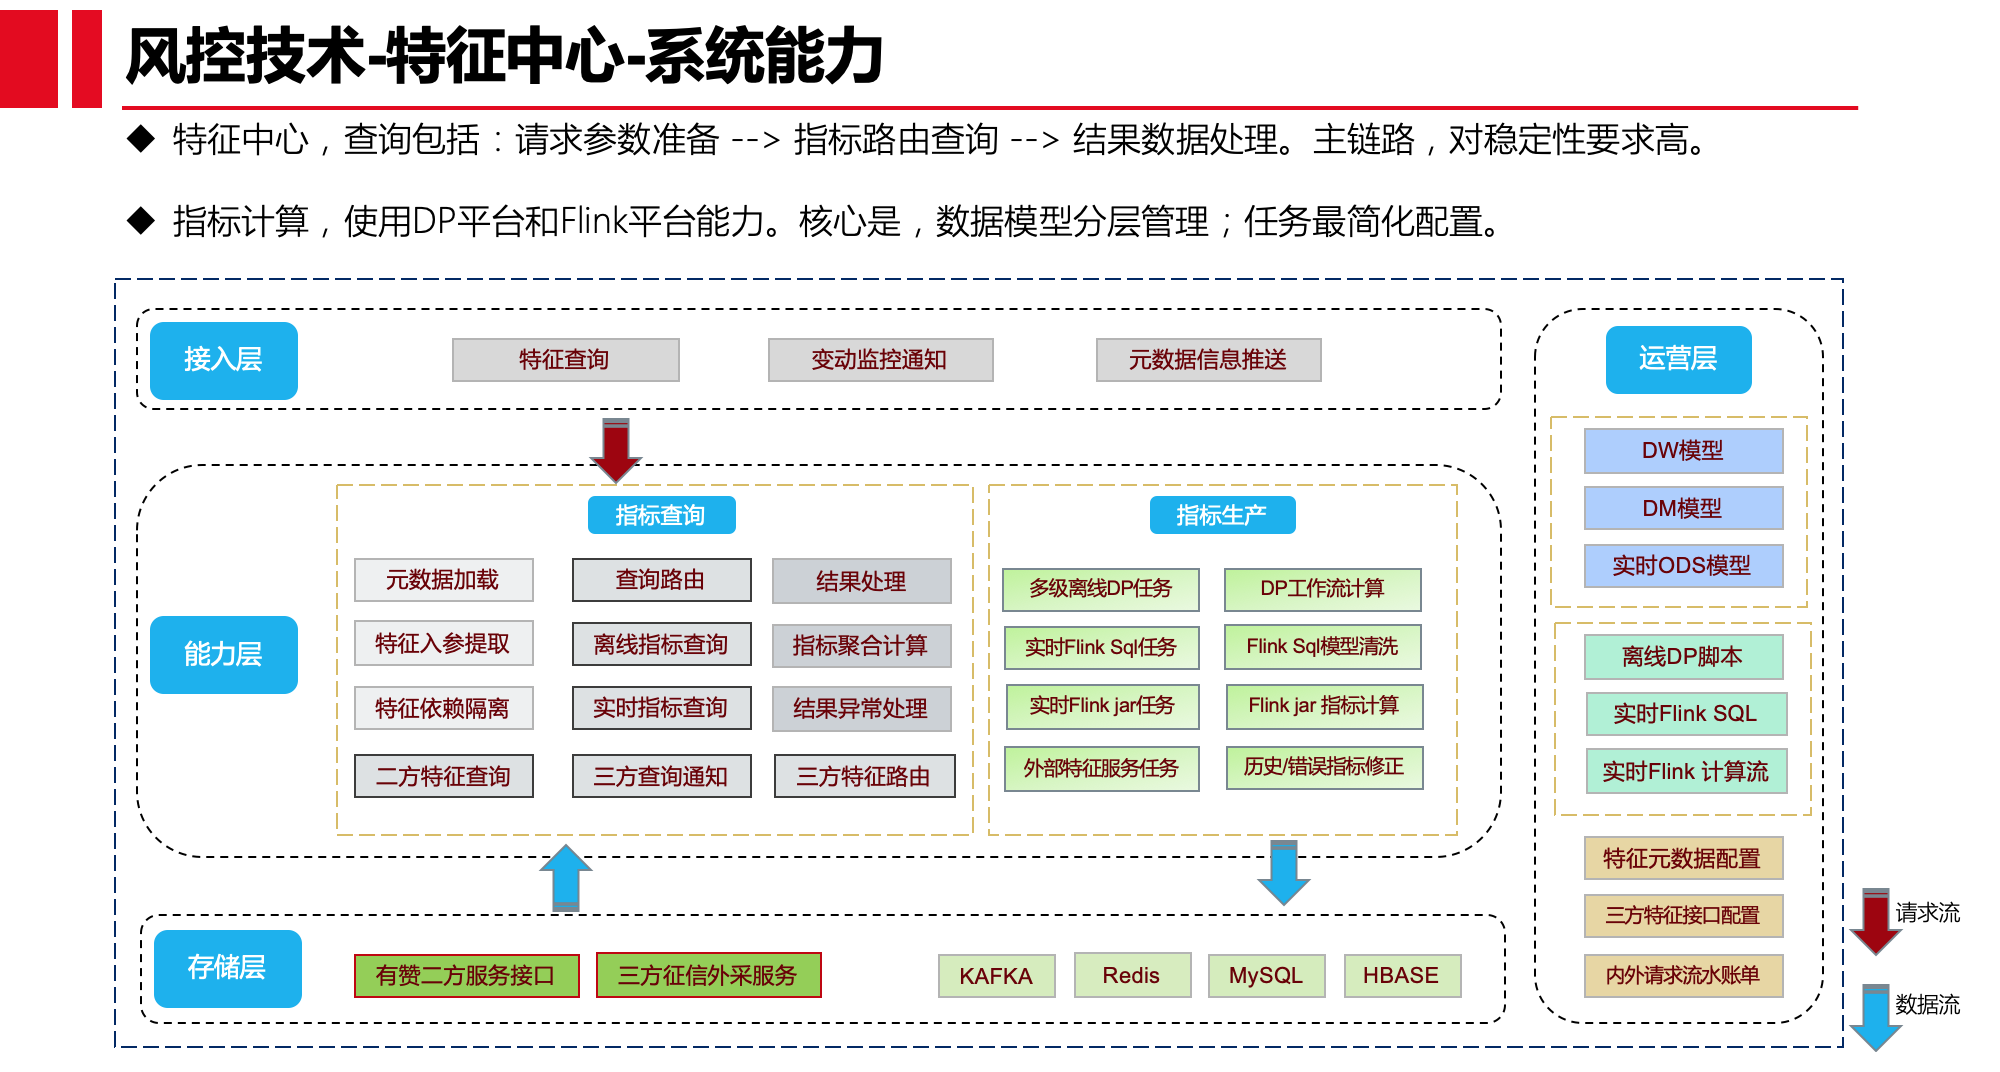 风控技术-特征中心-系统能力
◆ 特征中心，查询包括：请求参数准备 --> 指标路由查询 --> 结果数据处理。主链路，对稳定性要求高。
◆ 指标计算，使用DP平台和Flink平台能力。核心是，数据模型分层管理；任务最简化配置。
接入层
特征查询
变动监控通知
元数据信息推送
能力层
指标查询
元数据加载
查询路由
结果处理
特征入参提取
离线指标查询
指标聚合计算
特征依赖隔离
实时指标查询
结果异常处理
二方特征查询
三方查询通知
三方特征路由
指标生产
多级离线DP任务
DP工作流计算
实时Flink Sql任务
Flink Sql模型清洗
实时Flink jar任务
Flink jar 指标计算
外部特征服务任务
历史/错误指标修正
存储层
有赞二方服务接口
三方征信外采服务
KAFKA
Redis
MySQL
HBASE
运营层
DW模型
DM模型
实时ODS模型
离线DP脚本
实时Flink SQL
实时Flink 计算流
特征元数据配置
三方特征接口配置
内外请求流水账单
请求流
数据流